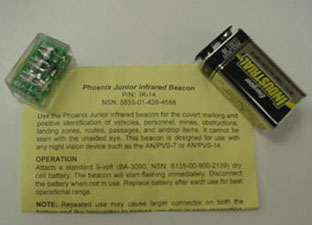 Phoenix Junior Infrared Beacon
P/N: IR-14
NSN: 5855-01-438-4588
Use the Phoenix Junior infrared beacon for the covert marking and
positive identification of vehicles, personnel, mines, obstructions,
landing zones, routes, passages, and airdrop items. It cannot be
seen with the unaided eye. This beacon is designed for use with
any night vision device such as the AN/PVS-7 or AN/PVS-14.
OPERATION
Attach a standard 9-volt (BA-3090, NSN: 6135-00-900-2139) dry
cell battery. The beacon will start flashing immediately. Disconnect
the battery when not in use. Replace battery after each use for best
operational range.
NOTE: Repeated use may cause larger connector on both the
INDUSTRIAL